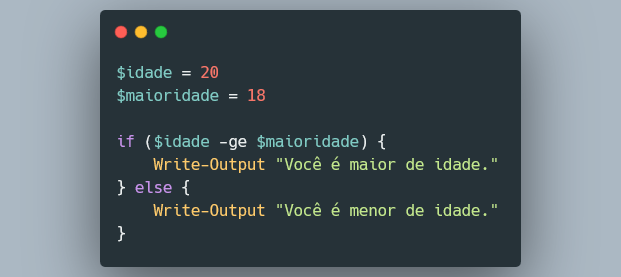 $idade = 20
$maioridade = 18

if ($idade -ge $maioridade) {
    Write-Output "Você é maior de idade."
} else {
    Write-Output "Você é menor de idade."
}